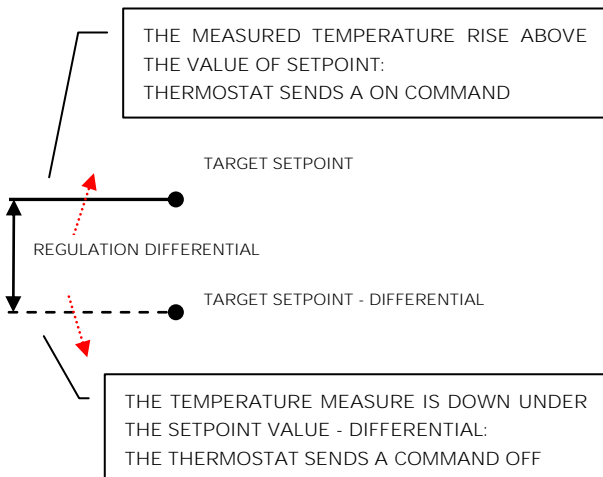 THE MEASURED TEMPERATURE RISE ABOVE
THE VALUE OF SETPOINT:
THERMOSTAT SENDS A ON COMMAND
TARGET SETPOINT
REGULATION DIFFERENTIAL
TARGET SETPOINT - DIFFERENTIAL
THE TEMPERATURE MEASURE IS DOWN UNDER
THE SETPOINT VALUE - DIFFERENTIAL:
THE THERMOSTAT SENDS A COMMAND OFF